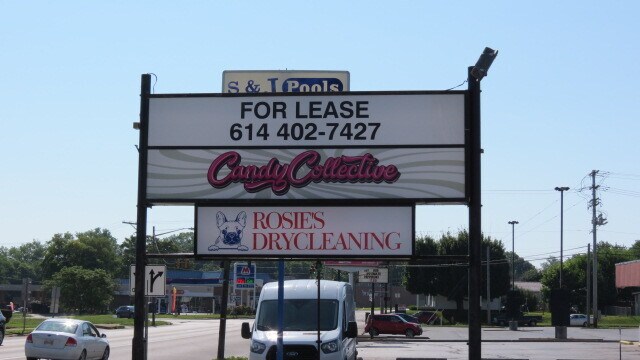 S & J Pools
FOR LEASE
614 402-7427
Candy Collective
ROSIE'S
DRYCLEANING